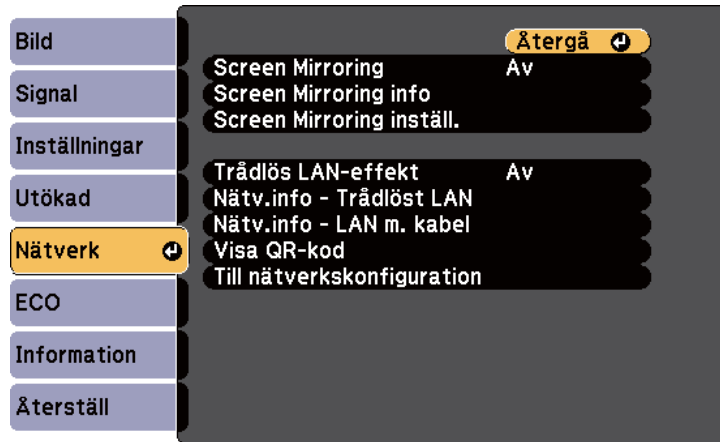 Bild
Signal
Inställningar
Utökad
Nätverk
ECO
Information
Återställ
Återgå
Screen Mirroring Av
Screen Mirroring info
Screen Mirroring inställ.
Trådlös LAN-effekt Av
Nätv.info - Trådlöst LAN
Nätv.info - LAN m. kabel
Visa QR-kod
Till nätverkskonfiguration